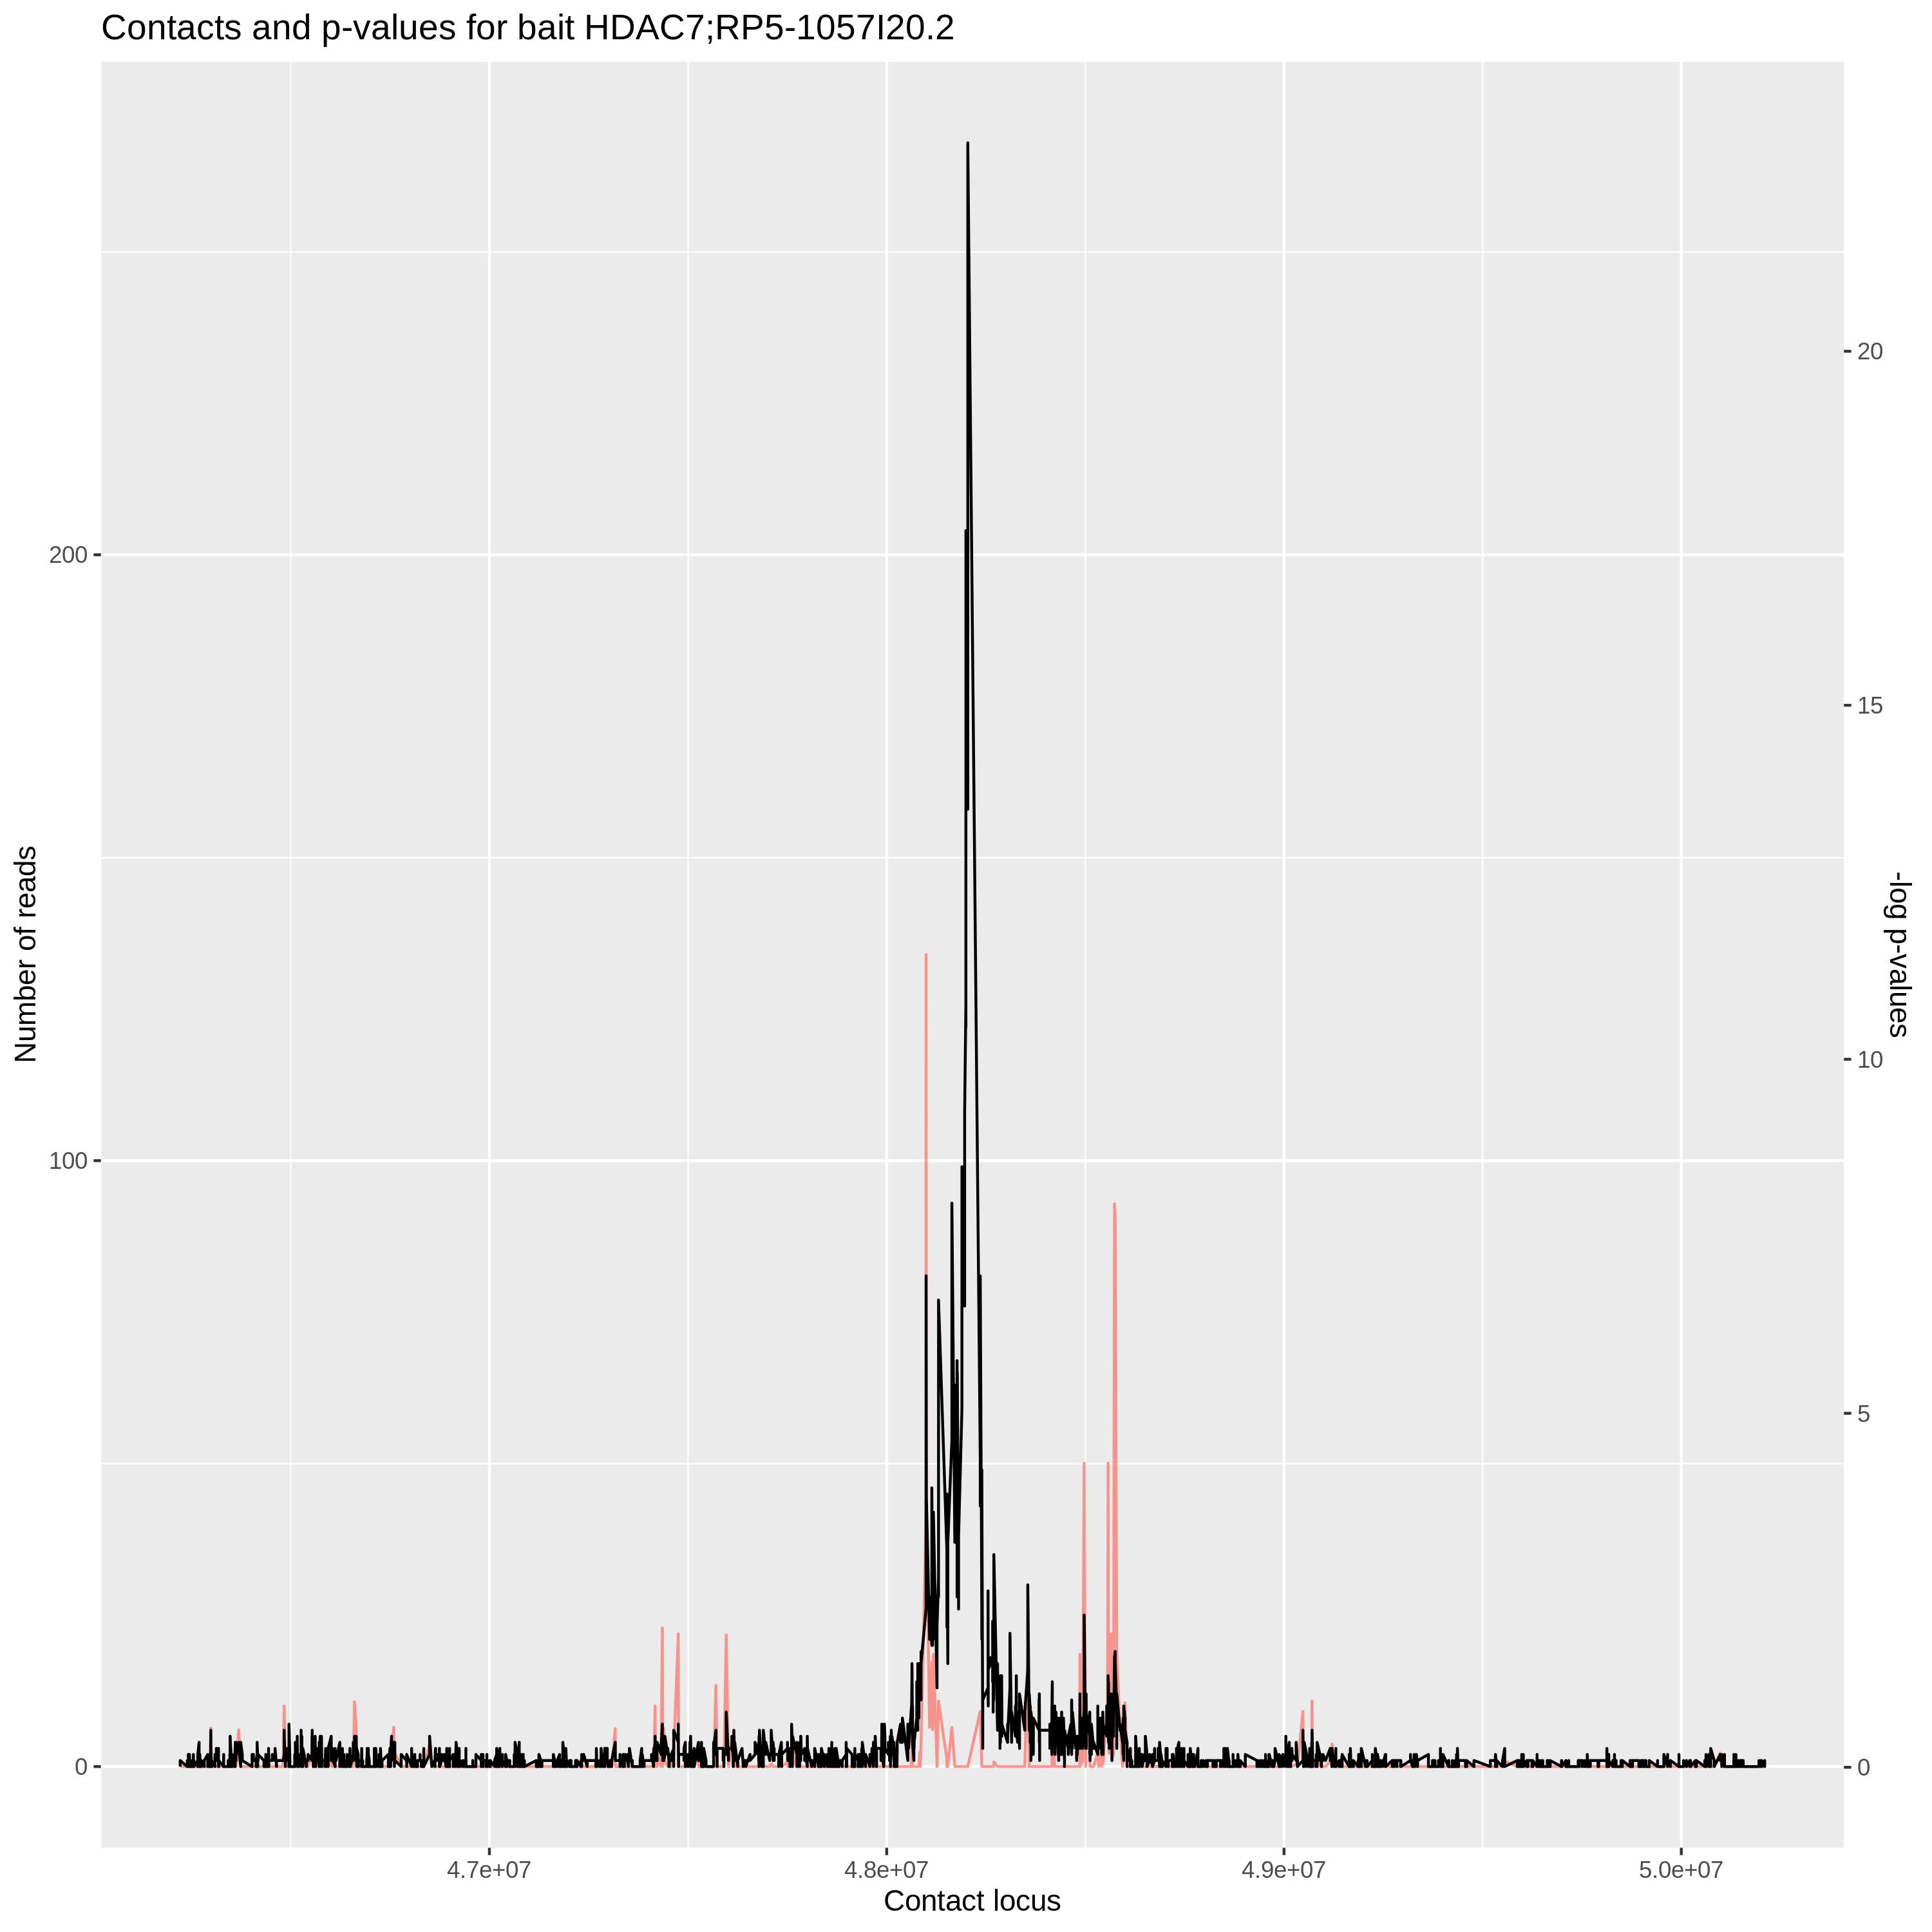 Contacts and p-values for bait HDAC7;RP5-1057I20.2
Number of reads
200
100
0
20
15
10
5
0
-log p-values
4.7e+07
4.8e+07
4.9e+07
5.0e+07
Contact locus